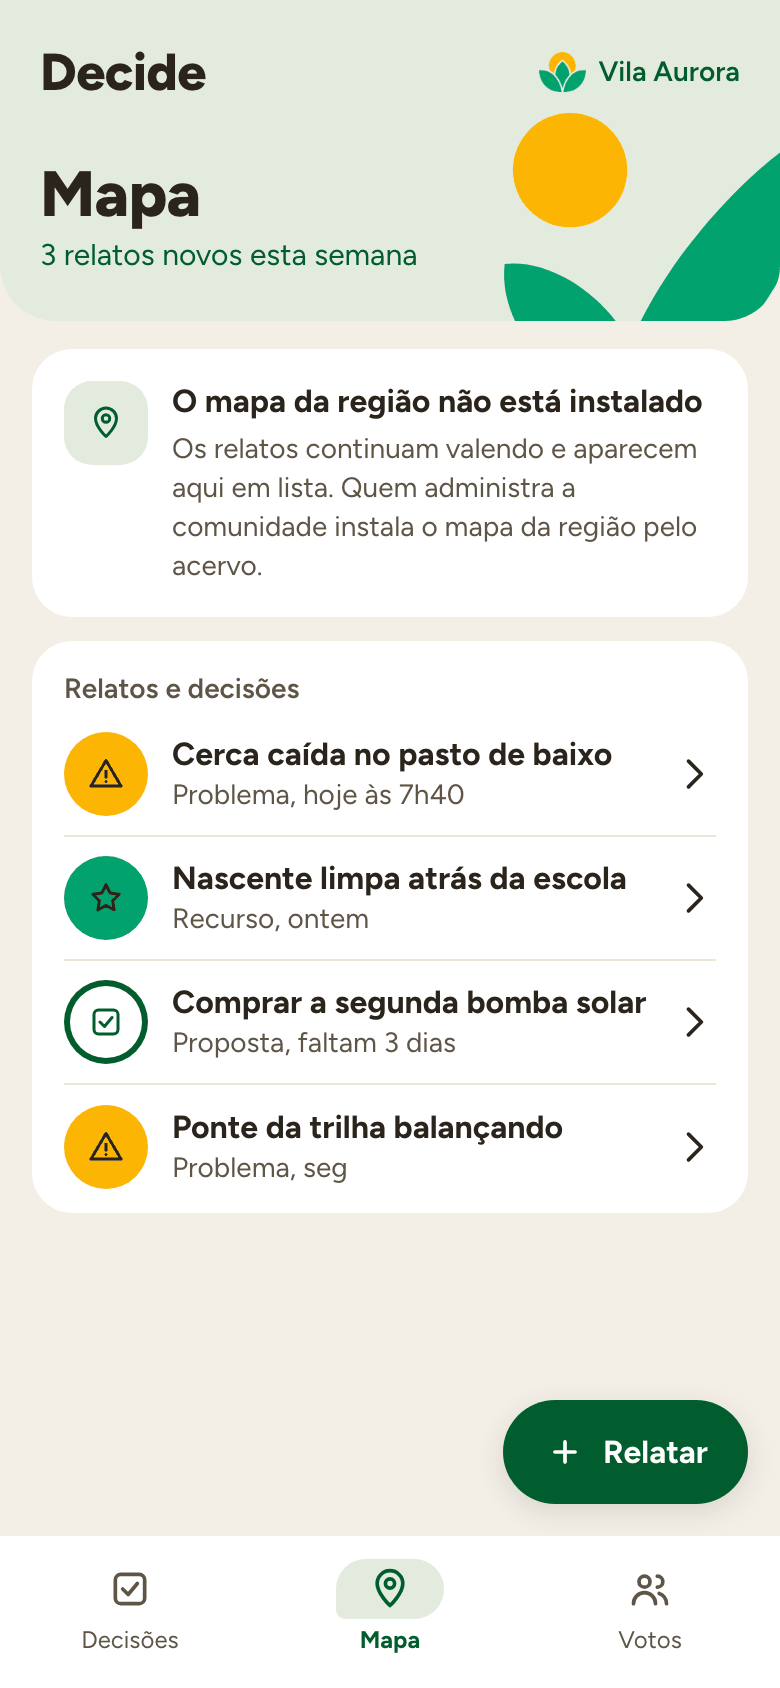 Decide
Vila Aurora
Mapa
3 relatos novos esta semana
O mapa da região não está instalado
Os relatos continuam valendo e aparecem
aqui em lista. Quem administra a
comunidade instala o mapa da região pelo
acervo.
Relatos e decisões
Cerca caída no pasto de baixo
Problema, hoje às 7h40
Nascente limpa atrás da escola
Recurso, ontem
Comprar a segunda bomba solar
Proposta, faltam 3 dias
Ponte da trilha balançando
Problema, seg
Relatar
Decisões
Mapa
Votos